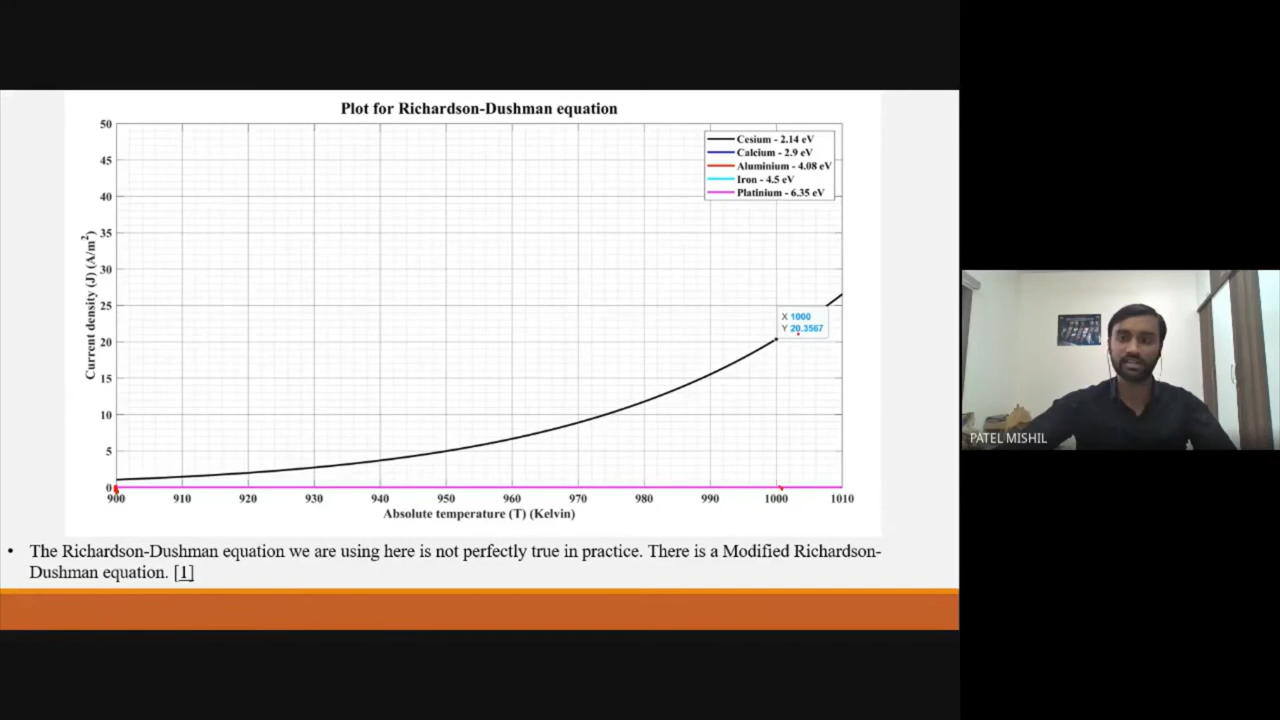 Plot for Richardson-Dushman equation
50
45
40
35
30
25
20
15
10
5
0
Current density (J) (A/m²)
Cesium - 2.14 eV
Calcium - 2.9 eV
Aluminium - 4.08 eV
Iron - 4.5 eV
Platinium - 6.35 eV
X 1000
Y 20.3567
900 910 920 930 940 950 960 970 980 990 1000 1010
Absolute temperature (T) (Kelvin)
• The Richardson-Dushman equation we are using here is not perfectly true in practice. There is a Modified Richardson-
Dushman equation. [1]
PATEL MISHIL